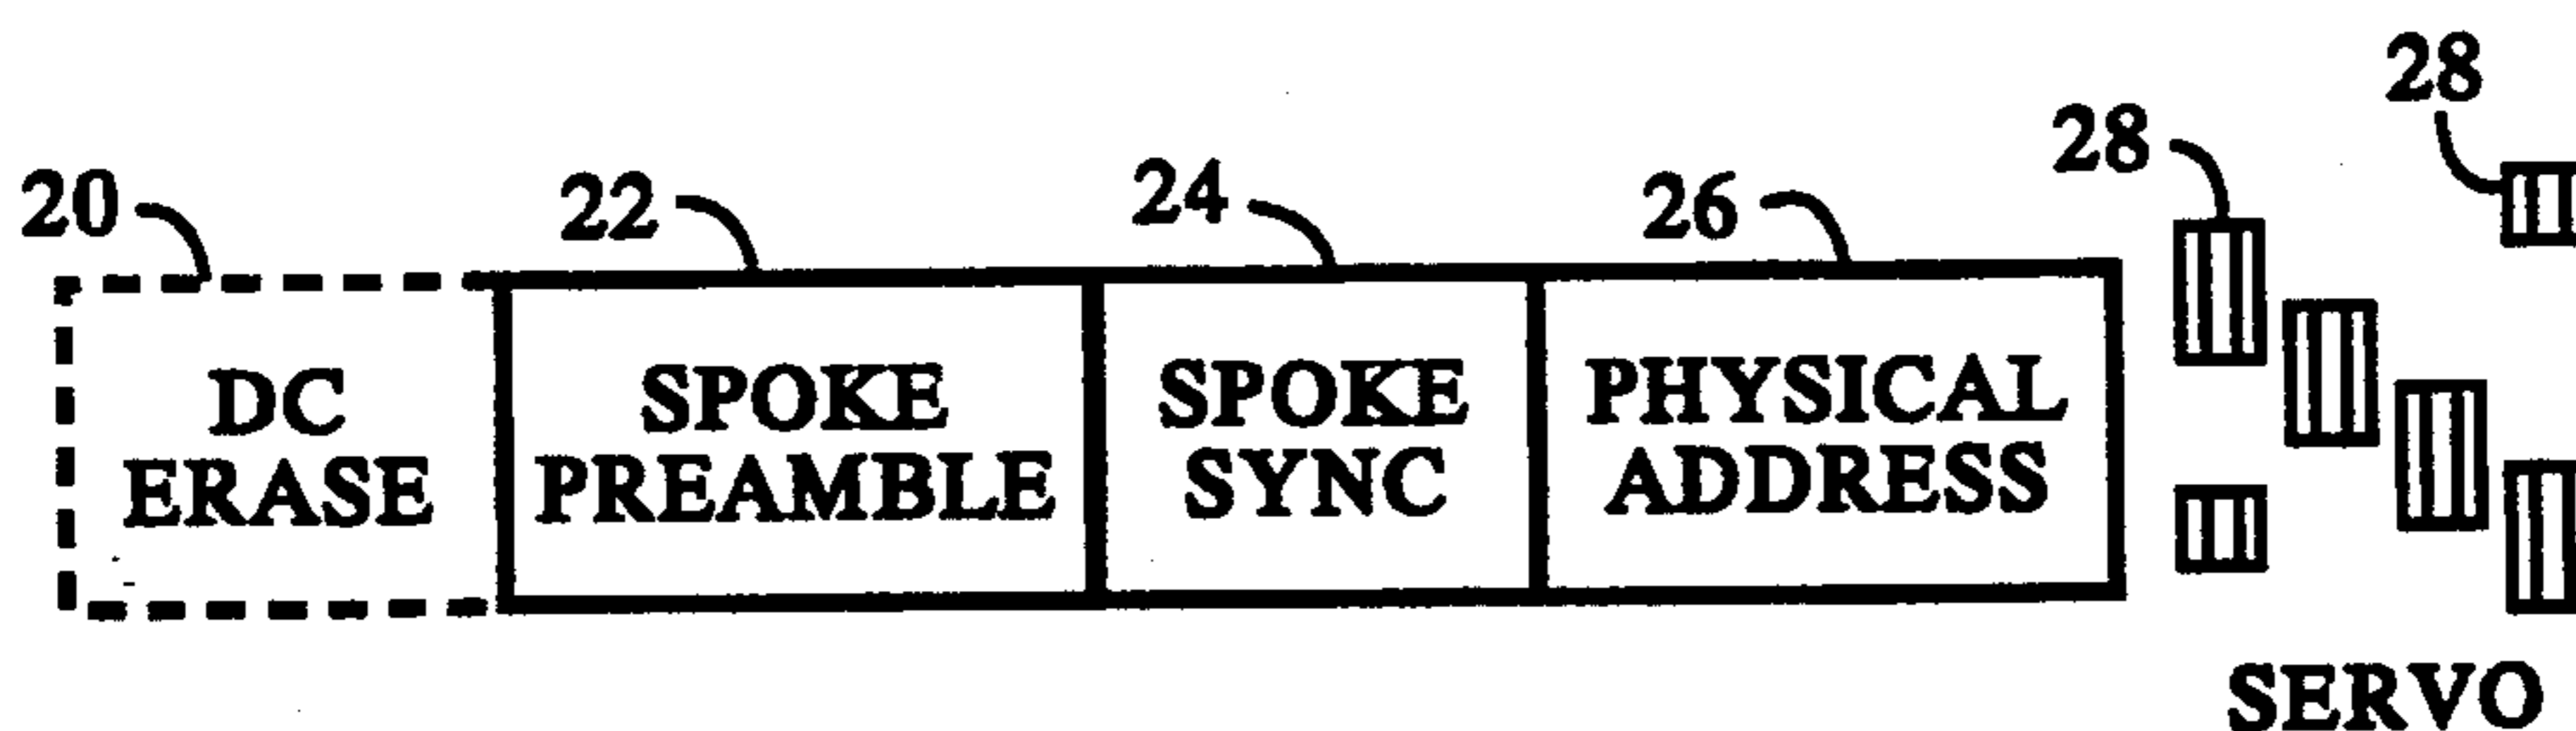 28
28
20
22
24
26
DC
ERASE
SPOKE
PREAMBLE
SPOKE
SYNC
PHYSICAL
ADDRESS
SERVO